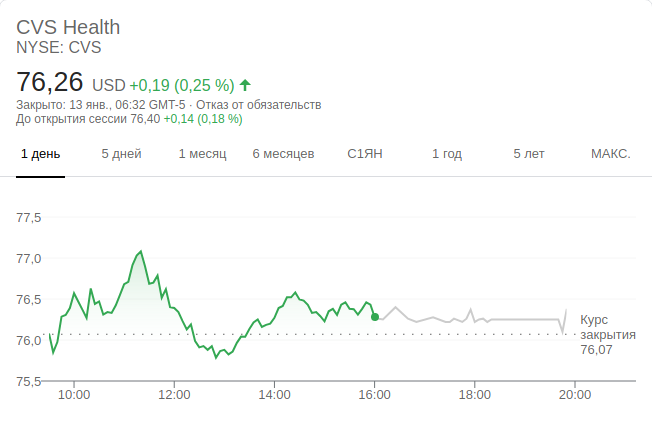 CVS Health
NYSE: CVS
76,26 USD +0,19 (0,25 %)
Закрыто: 13 янв., 06:32 GMT-5 · Отказ от обязательств
До открытия сессии 76,40 +0,14 (0,18 %)
1 день 5 дней 1 месяц 6 месяцев С1ЯН 1 год 5 лет МАКС.
77,5
77,0
76,5
76,0
75,5
Курс
закрытия
76,07
10:00 12:00 14:00 16:00 18:00 20:00